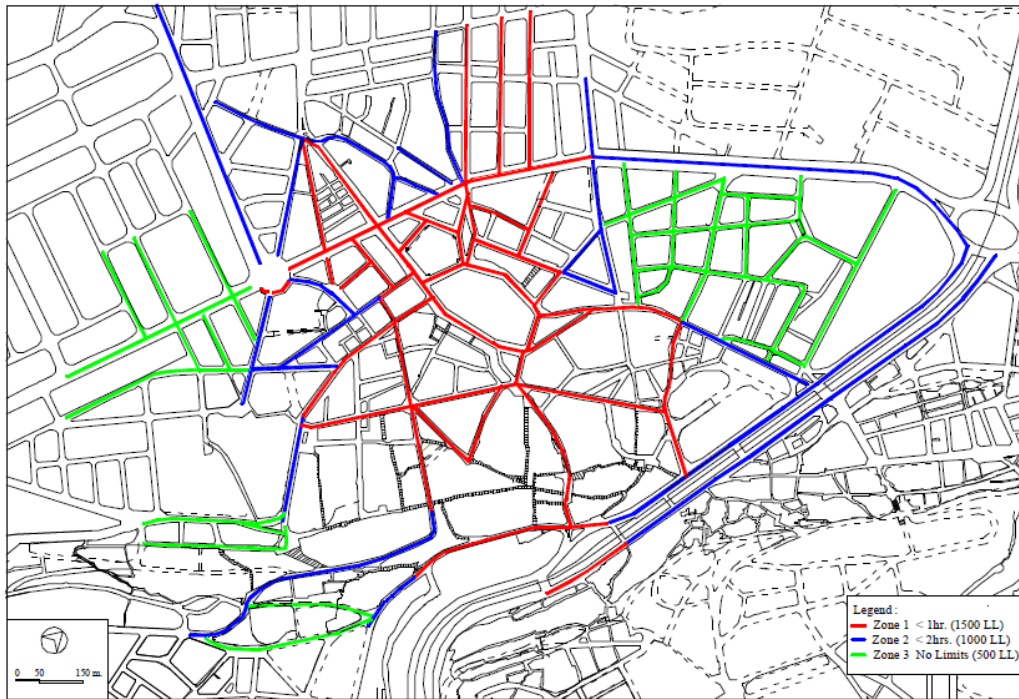 Legend :
Zone 1 < 1hr. (1500 LL)
Zone 2 < 2hrs. (1000 LL)
Zone 3 No Limits (500 LL)
0 50 150 m.